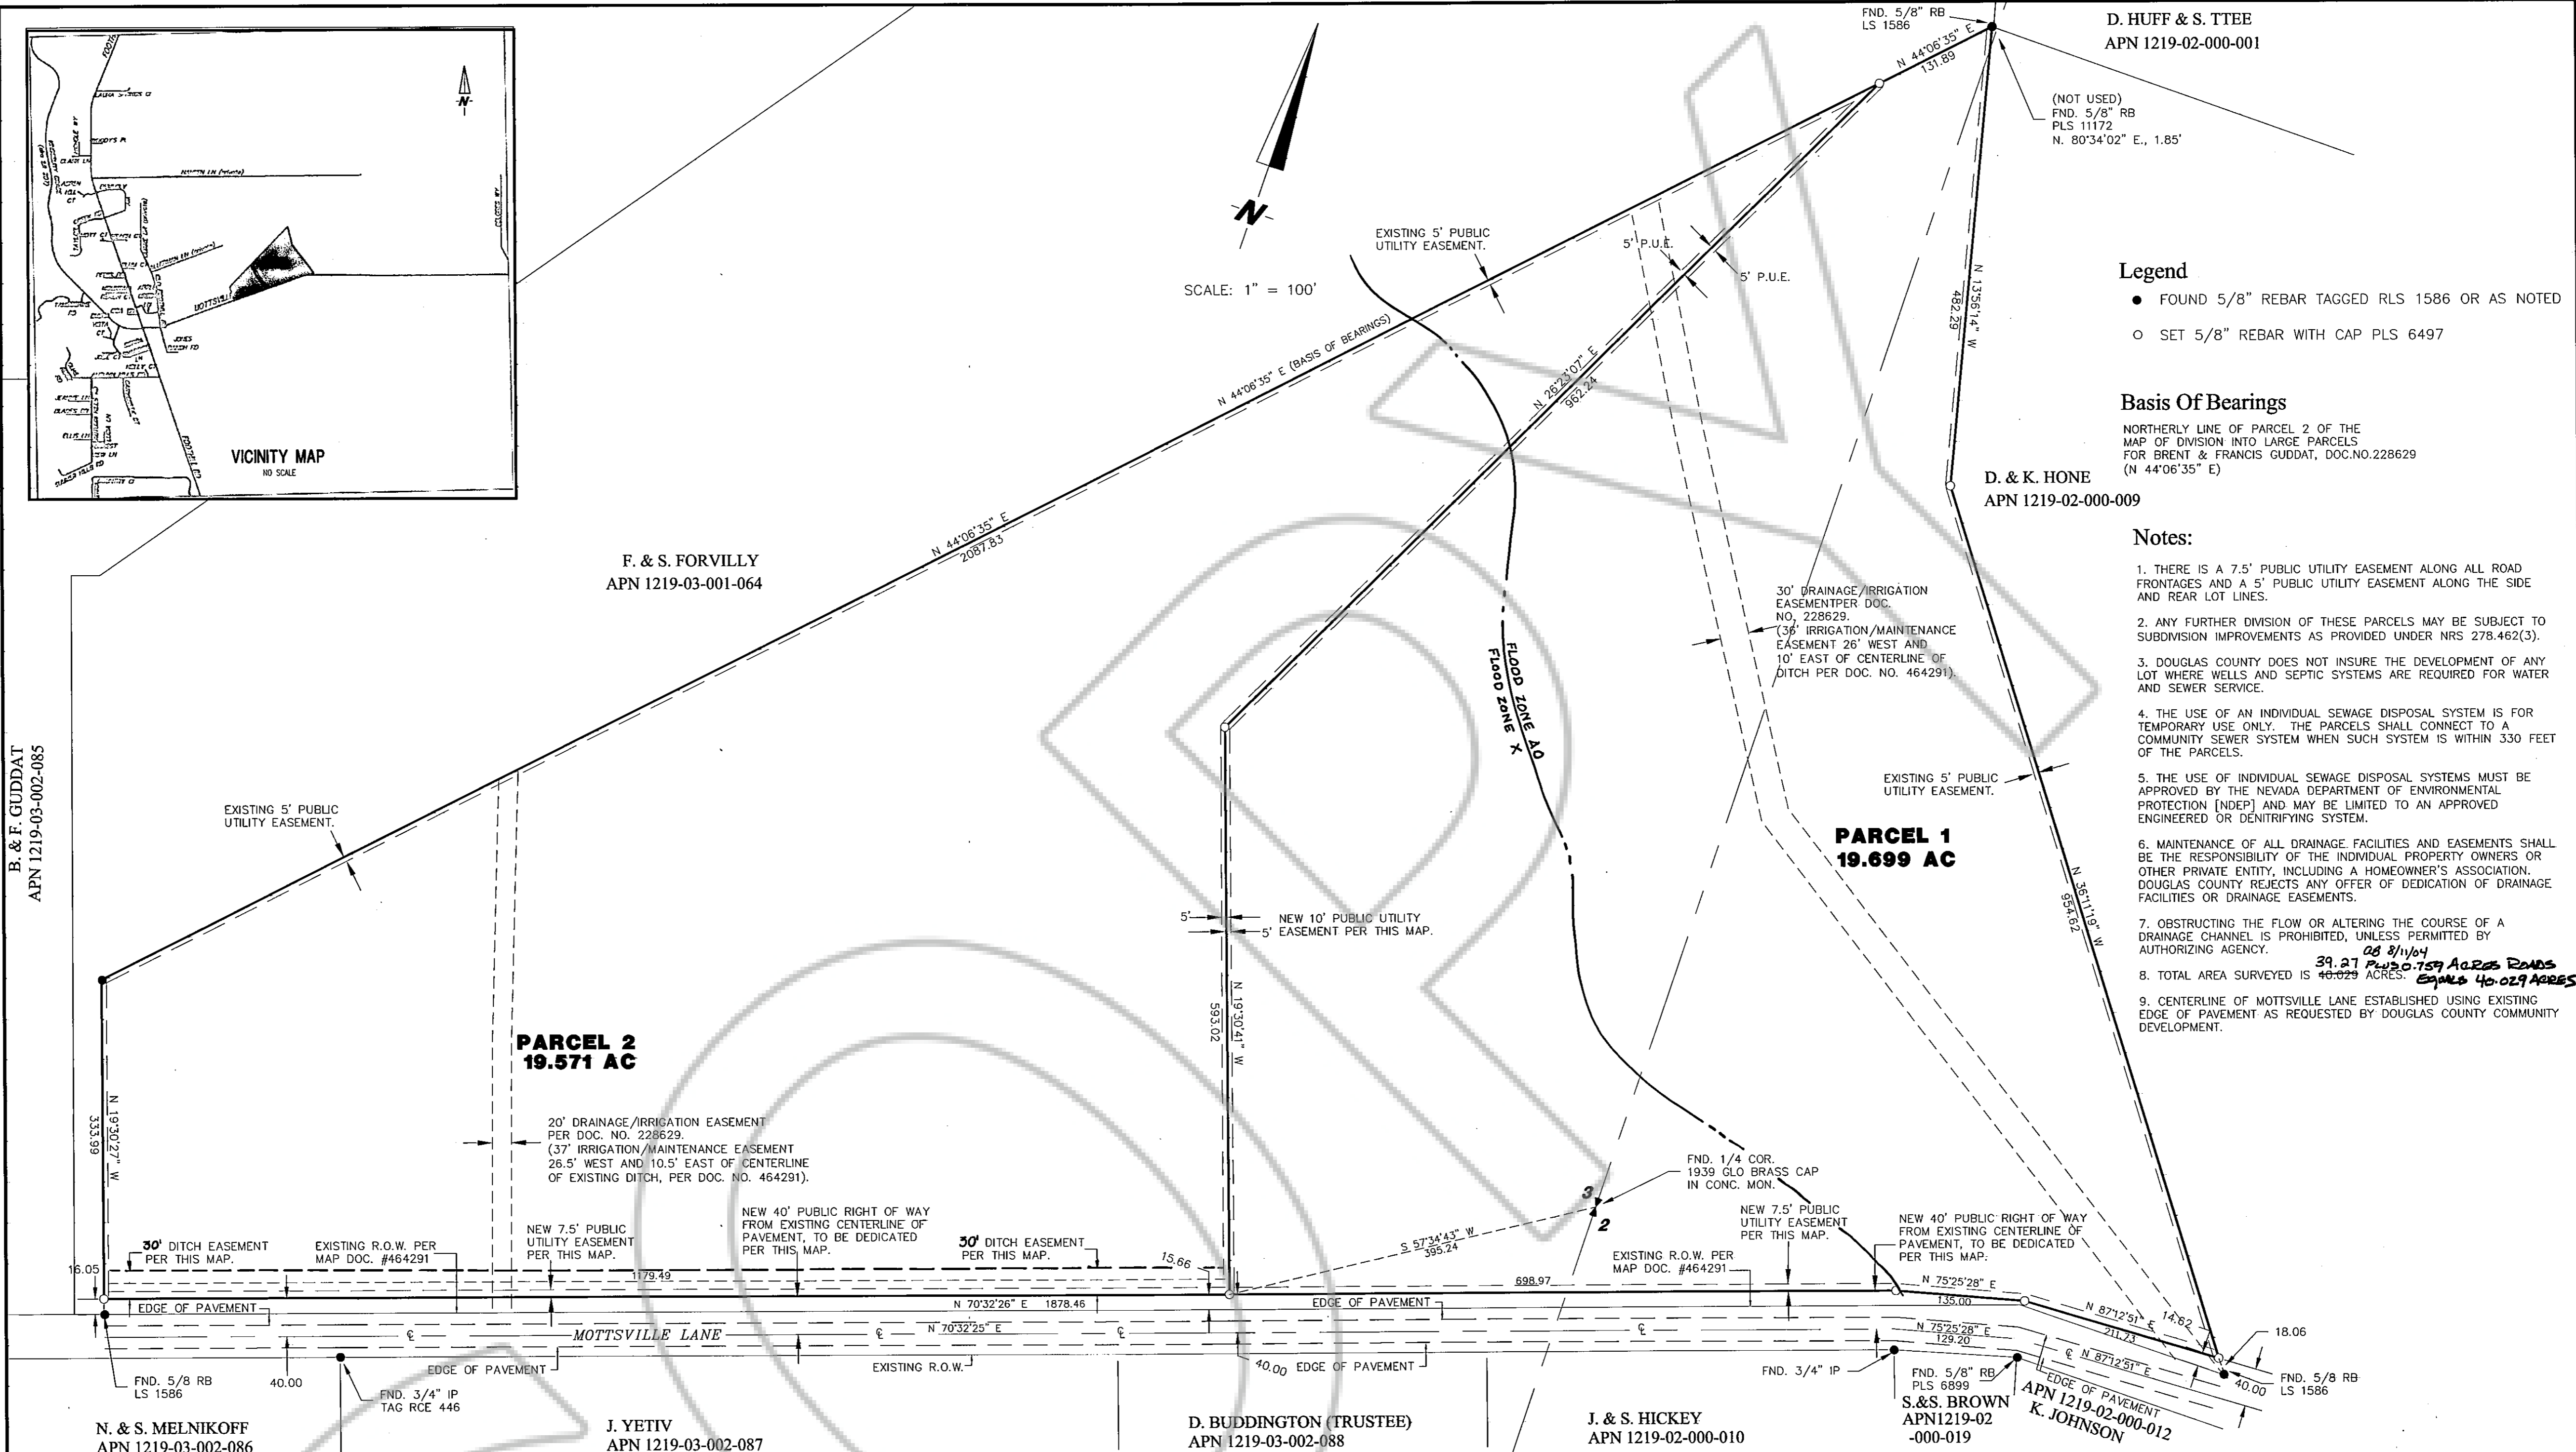 VICINITY MAP
NO SCALE
-N-
FOOTHILL RD
-N-
SCALE: 1" = 100'
FND. 5/8" RB
LS 1586
D. HUFF & S. TTEE
APN 1219-02-000-001
N 44°06'35" E
131.89
(NOT USED)
FND. 5/8" RB
PLS 11172
N. 80°34'02" E., 1.85'
EXISTING 5' PUBLIC
UTILITY EASEMENT.
5' P.U.E.
5' P.U.E.
N 13°56'14" W
482.29
N 44°06'35" E (BASIS OF BEARINGS)
N 26°23'07" E
962.24
Legend
● FOUND 5/8" REBAR TAGGED RLS 1586 OR AS NOTED
○ SET 5/8" REBAR WITH CAP PLS 6497
Basis Of Bearings
NORTHERLY LINE OF PARCEL 2 OF THE
MAP OF DIVISION INTO LARGE PARCELS
FOR BRENT & FRANCIS GUDDAT, DOC.NO.228629
(N 44°06'35" E)
D. & K. HONE
APN 1219-02-000-009
F. & S. FORVILLY
APN 1219-03-001-064
N 44°06'35" E
2087.83
B. & F. GUDDAT
APN 1219-03-002-085
EXISTING 5' PUBLIC
UTILITY EASEMENT.
FLOOD ZONE AO
FLOOD ZONE X
30' DRAINAGE/IRRIGATION
EASEMENTPER DOC.
NO. 228629.
(36' IRRIGATION/MAINTENANCE
EASEMENT 26' WEST AND
10' EAST OF CENTERLINE OF
DITCH PER DOC. NO. 464291).
EXISTING 5' PUBLIC
UTILITY EASEMENT.
PARCEL 1
19.699 AC
N 36°11'19" W
954.62
Notes:
1. THERE IS A 7.5' PUBLIC UTILITY EASEMENT ALONG ALL ROAD
FRONTAGES AND A 5' PUBLIC UTILITY EASEMENT ALONG THE SIDE
AND REAR LOT LINES.
2. ANY FURTHER DIVISION OF THESE PARCELS MAY BE SUBJECT TO
SUBDIVISION IMPROVEMENTS AS PROVIDED UNDER NRS 278.462(3).
3. DOUGLAS COUNTY DOES NOT INSURE THE DEVELOPMENT OF ANY
LOT WHERE WELLS AND SEPTIC SYSTEMS ARE REQUIRED FOR WATER
AND SEWER SERVICE.
4. THE USE OF AN INDIVIDUAL SEWAGE DISPOSAL SYSTEM IS FOR
TEMPORARY USE ONLY. THE PARCELS SHALL CONNECT TO A
COMMUNITY SEWER SYSTEM WHEN SUCH SYSTEM IS WITHIN 330 FEET
OF THE PARCELS.
5. THE USE OF INDIVIDUAL SEWAGE DISPOSAL SYSTEMS MUST BE
APPROVED BY THE NEVADA DEPARTMENT OF ENVIRONMENTAL
PROTECTION [NDEP] AND MAY BE LIMITED TO AN APPROVED
ENGINEERED OR DENITRIFYING SYSTEM.
6. MAINTENANCE OF ALL DRAINAGE FACILITIES AND EASEMENTS SHALL
BE THE RESPONSIBILITY OF THE INDIVIDUAL PROPERTY OWNERS OR
OTHER PRIVATE ENTITY, INCLUDING A HOMEOWNER'S ASSOCIATION.
DOUGLAS COUNTY REJECTS ANY OFFER OF DEDICATION OF DRAINAGE
FACILITIES OR DRAINAGE EASEMENTS.
7. OBSTRUCTING THE FLOW OR ALTERING THE COURSE OF A
DRAINAGE CHANNEL IS PROHIBITED, UNLESS PERMITTED BY
AUTHORIZING AGENCY.
8/11/04
39.27 PLUS 0.759 ACRES ROADS
8. TOTAL AREA SURVEYED IS 40.029 ACRES. EQUALS 40.029 ACRES
9. CENTERLINE OF MOTTSVILLE LANE ESTABLISHED USING EXISTING
EDGE OF PAVEMENT AS REQUESTED BY DOUGLAS COUNTY COMMUNITY
DEVELOPMENT.
5'
NEW 10' PUBLIC UTILITY
5' EASEMENT PER THIS MAP.
N 19°30'41" W
593.02
PARCEL 2
19.571 AC
N 19°30'27" W
333.99
20' DRAINAGE/IRRIGATION EASEMENT
PER DOC. NO. 228629.
(37' IRRIGATION/MAINTENANCE EASEMENT
26.5' WEST AND 10.5' EAST OF CENTERLINE
OF EXISTING DITCH, PER DOC. NO. 464291).
FND. 1/4 COR.
1939 GLO BRASS CAP
IN CONC. MON.
3
2
S 57°34'43" W
395.24
16.05
30' DITCH EASEMENT
PER THIS MAP.
EXISTING R.O.W. PER
MAP DOC. #464291
NEW 7.5' PUBLIC
UTILITY EASEMENT
PER THIS MAP.
NEW 40' PUBLIC RIGHT OF WAY
FROM EXISTING CENTERLINE OF
PAVEMENT, TO BE DEDICATED
PER THIS MAP.
30' DITCH EASEMENT
PER THIS MAP.
15.66
EXISTING R.O.W. PER
MAP DOC. #464291
NEW 7.5' PUBLIC
UTILITY EASEMENT
PER THIS MAP.
NEW 40' PUBLIC RIGHT OF WAY
FROM EXISTING CENTERLINE OF
PAVEMENT, TO BE DEDICATED
PER THIS MAP.
1179.49
698.97
N 75°25'28" E
135.00
N 87°12'51" E
211.73
14.62
18.06
EDGE OF PAVEMENT
N 70°32'26" E 1878.46
EDGE OF PAVEMENT
℄
MOTTSVILLE LANE
℄
N 70°32'25" E
℄
℄
N 75°25'28" E
129.20
℄ N 87°12'51" E
EDGE OF PAVEMENT
EXISTING R.O.W.
40.00
EDGE OF PAVEMENT
FND. 3/4" IP
FND. 5/8" RB
PLS 6899
EDGE OF PAVEMENT
40.00
FND. 5/8 RB
LS 1586
FND. 5/8 RB
LS 1586
40.00
FND. 3/4" IP
TAG RCE 446
N. & S. MELNIKOFF
APN 1219-03-002-086
J. YETIV
APN 1219-03-002-087
D. BUDDINGTON (TRUSTEE)
APN 1219-03-002-088
J. & S. HICKEY
APN 1219-02-000-010
S.&S. BROWN
APN1219-02
-000-019
APN 1219-02-000-012
K. JOHNSON